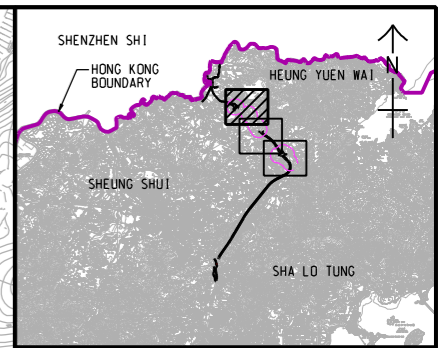 SHENZHEN SHI
HONG KONG
BOUNDARY
HEUNG YUEN WAI
N
SHEUNG SHUI
SHA LO TUNG